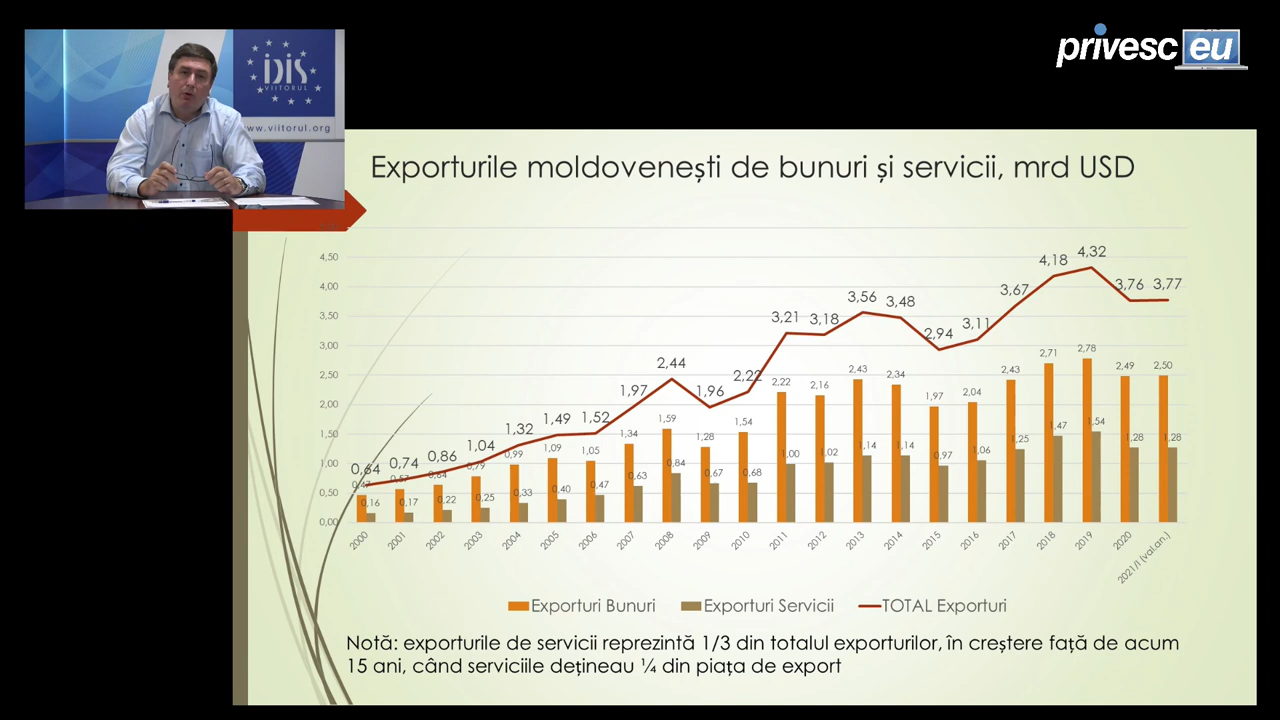 privesc eu
iDiS
VIITORUL
www.viitorul.org
Exporturile moldovenești de bunuri și servicii, mrd USD
4,50
4,00
3,50
3,00
2,50
2,00
1,50
1,00
0,50
0,00
0,64 0,74 0,86 1,04 1,32 1,49 1,52 1,97 2,44 1,96 2,22 3,21 3,18 3,56 3,48 2,94 3,11 3,67 4,18 4,32 3,76 3,77
0,47 0,57 0,64 0,79 0,99 1,09 1,05 1,34 1,59 1,28 1,54 2,22 2,16 2,43 2,34 1,97 2,04 2,43 2,71 2,78 2,49 2,50
0,16 0,17 0,22 0,25 0,33 0,40 0,47 0,63 0,84 0,67 0,68 1,00 1,02 1,14 1,14 0,97 1,06 1,25 1,47 1,54 1,28 1,28
2000 2001 2002 2003 2004 2005 2006 2007 2008 2009 2010 2011 2012 2013 2014 2015 2016 2017 2018 2019 2020 2021/I (val.an.)
Exporturi Bunuri Exporturi Servicii TOTAL Exporturi
Notă: exporturile de servicii reprezintă 1/3 din totalul exporturilor, în creștere față de acum
15 ani, când serviciile dețineau ¼ din piața de export